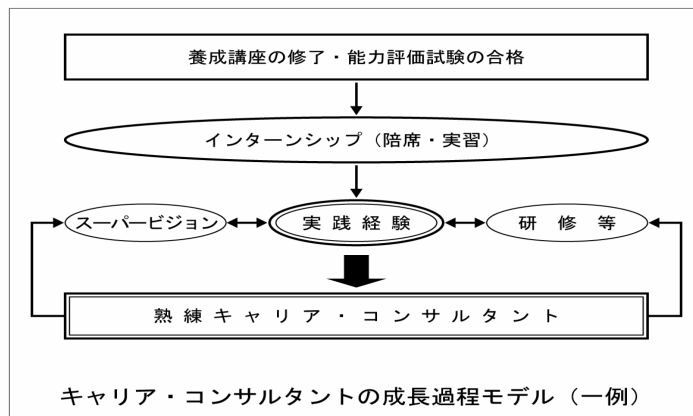 養成講座の修了・能力評価試験の合格
インターンシップ（陪席・実習）
スーパービジョン
実践経験
研修等
熟練キャリア・コンサルタント
キャリア・コンサルタントの成長過程モデル（一例）